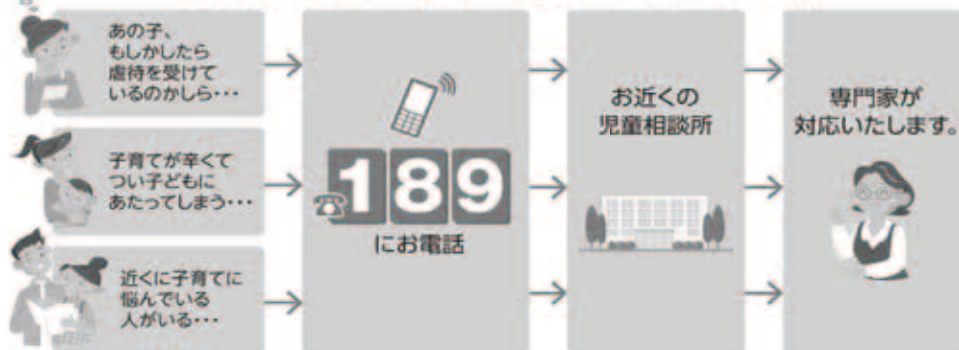 あの子、
もしかしたら
虐待を受けて
いるのかしら・・・
子育てが辛くて
つい子どもに
あたってしまう・・・
近くに子育てに
悩んでいる
人がいる・・・
189
にお電話
お近くの
児童相談所
専門家が
対応いたします。